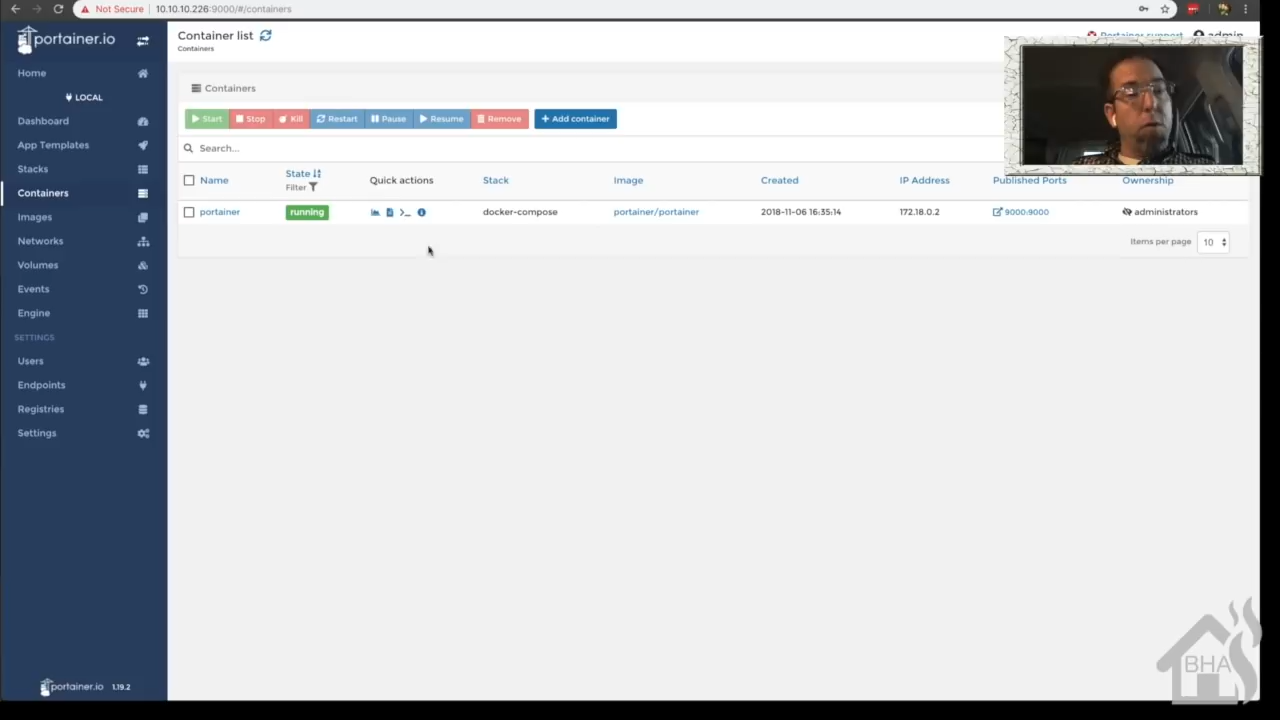 Not Secure 10.10.10.226:9000/#/containers
portainer.io
Home
LOCAL
Dashboard
App Templates
Stacks
Containers
Images
Networks
Volumes
Events
Engine
SETTINGS
Users
Endpoints
Registries
Settings
portainer.io 1.19.2
Container list
Containers
Portainer support admin
Containers
Start Stop Kill Restart Pause Resume Remove Add container
Search...
Name State Filter Quick actions Stack Image Created IP Address Published Ports Ownership
portainer running docker-compose portainer/portainer 2018-11-06 16:35:14 172.18.0.2 9000:9000 administrators
Items per page 10
BHA